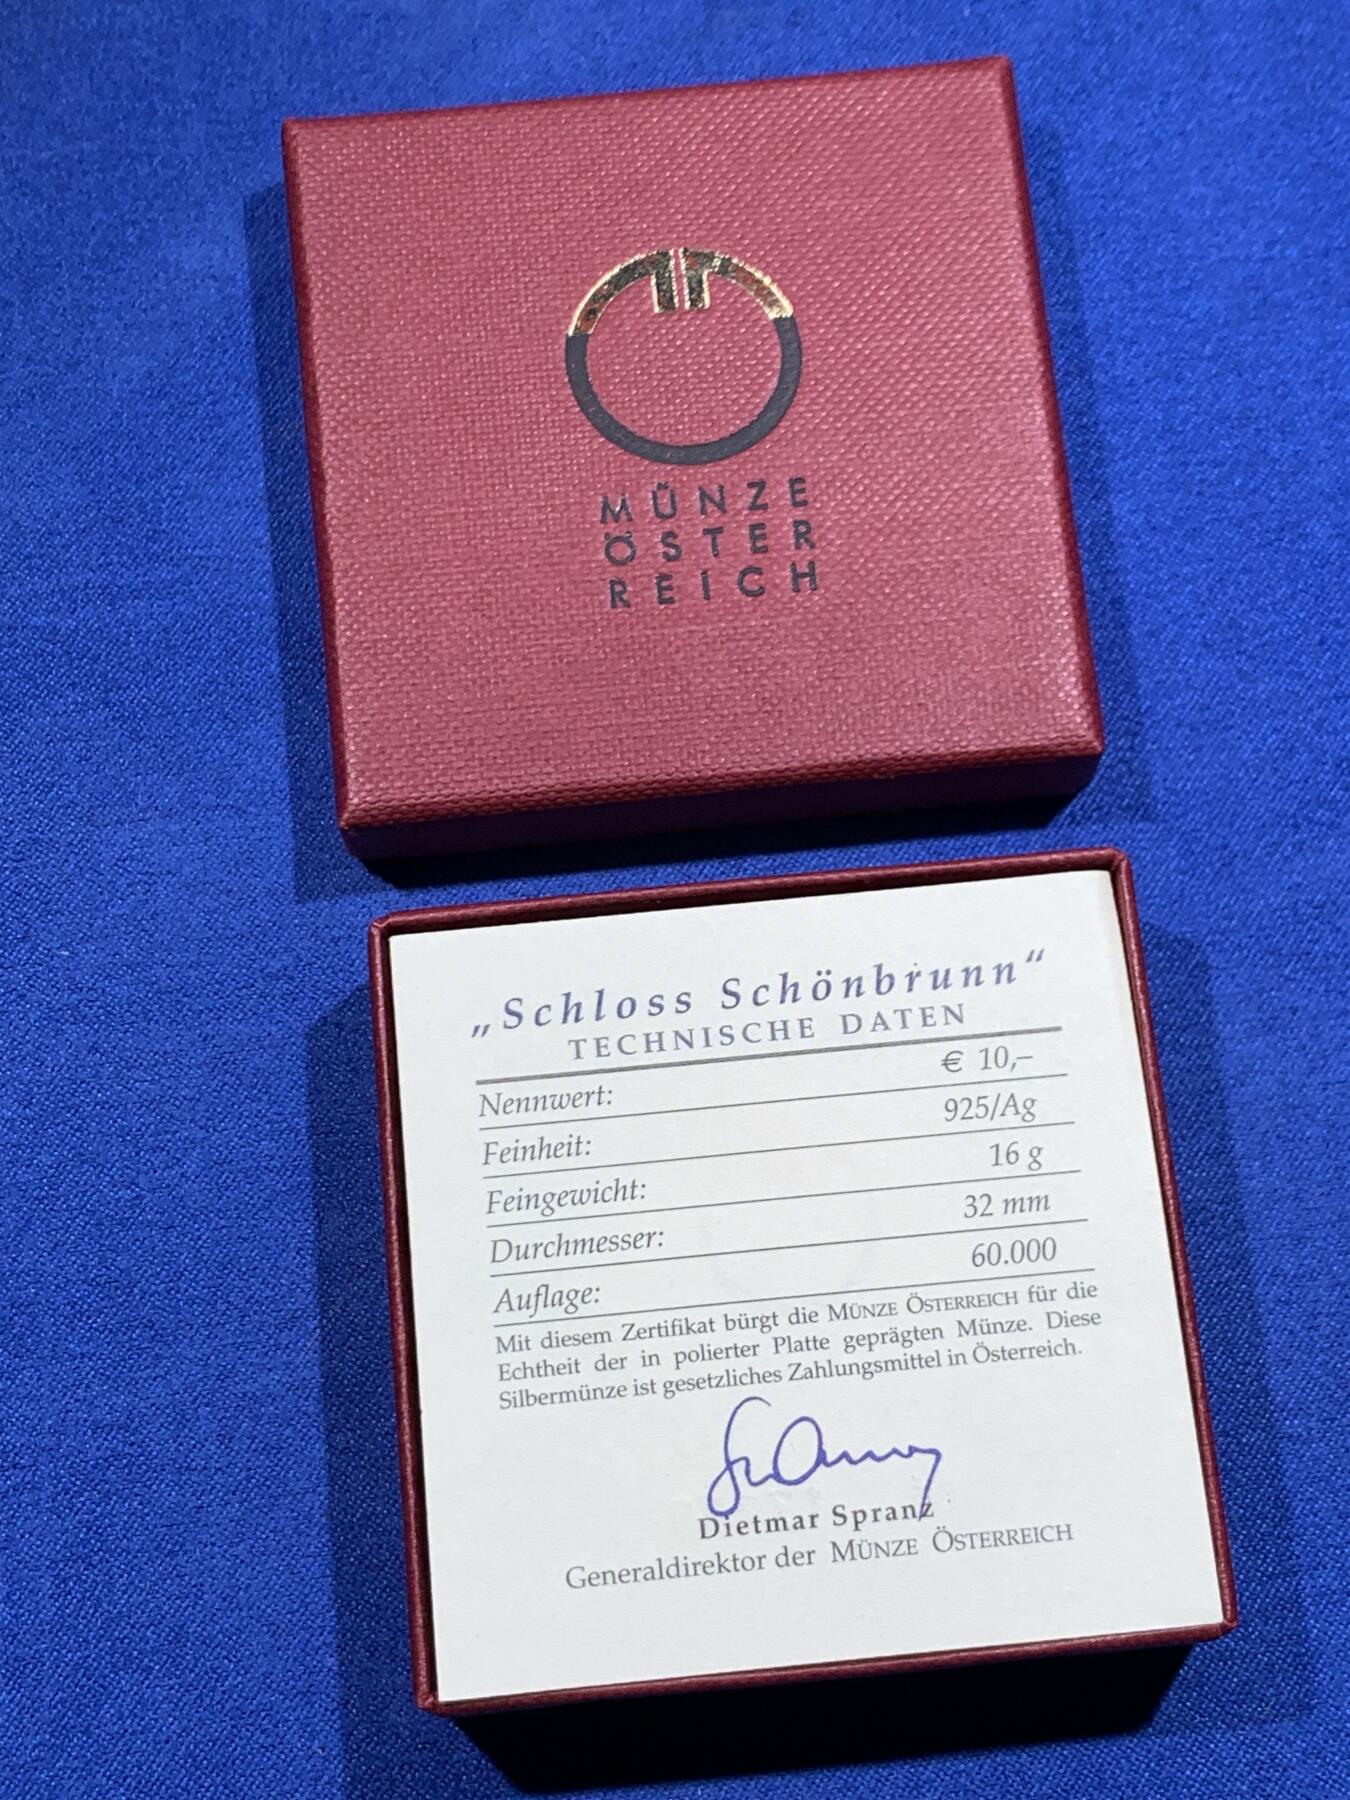 MÜNZE
ÖSTER
REICH
„Schloss Schönbrunn“
TECHNISCHE DATEN
Nennwert: € 10,–
Feinheit: 925/Ag
Feingewicht: 16 g
Durchmesser: 32 mm
Auflage: 60.000
Mit diesem Zertifikat bürgt die MÜNZE ÖSTERREICH für die
Echtheit der in polierter Platte geprägten Münze. Diese
Silbermünze ist gesetzliches Zahlungsmittel in Österreich.
Dietmar Spranz
Generaldirektor der MÜNZE ÖSTERREICH